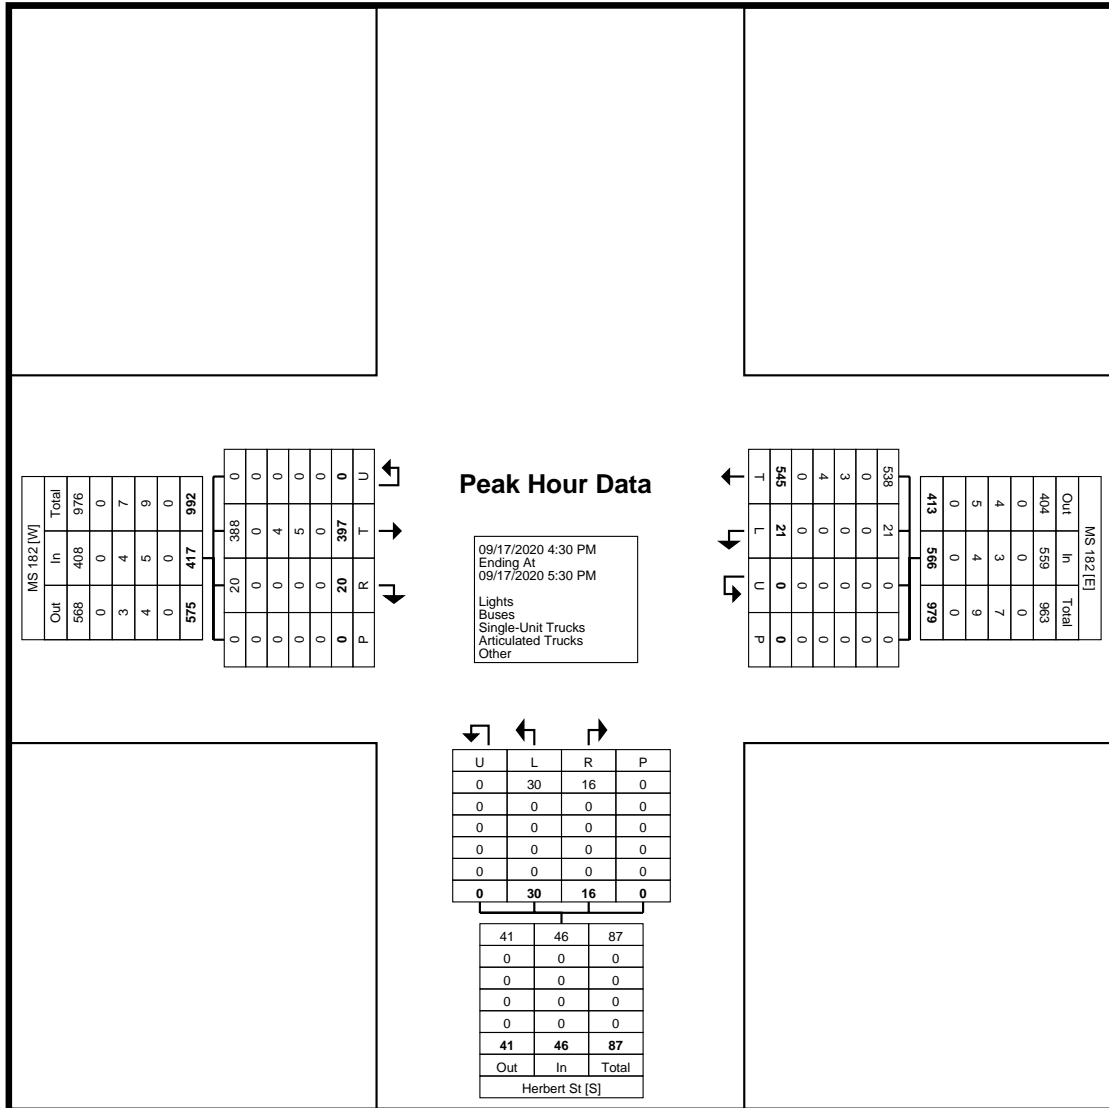 Peak Hour Data
09/17/2020 4:30 PM
Ending At
09/17/2020 5:30 PM
Lights
Buses
Single-Unit Trucks
Articulated Trucks
Other
992 417 575
0 0 0
9 5 4
7 4 3
0 0 0
976 408 568
Total In Out
MS 182 [W]
U T R P
0 397 20 0
0 0 0 0
0 5 0 0
0 4 0 0
0 0 0 0
0 388 20 0
538 21 0 0
0 0 0 0
3 0 0 0
4 0 0 0
0 0 0 0
545 21 0 0
T L U P
MS 182 [E]
Out In Total
404 559 963
0 0 0
4 3 7
5 4 9
0 0 0
413 566 979
U L R P
0 30 16 0
0 0 0 0
0 0 0 0
0 0 0 0
0 0 0 0
0 30 16 0
41 46 87
0 0 0
0 0 0
0 0 0
0 0 0
41 46 87
Out In Total
Herbert St [S]